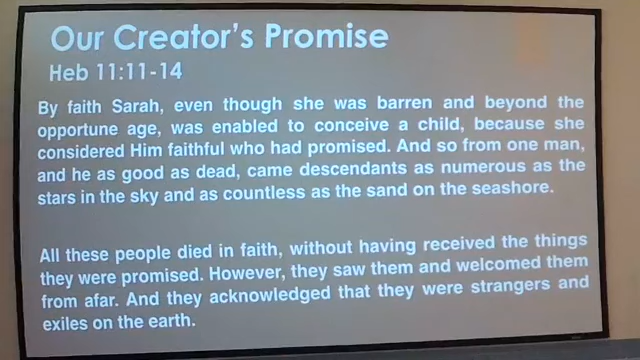 Our Creator's Promise
Heb 11:11-14
By faith Sarah, even though she was barren and beyond the
opportune age, was enabled to conceive a child, because she
considered Him faithful who had promised. And so from one man,
and he as good as dead, came descendants as numerous as the
stars in the sky and as countless as the sand on the seashore.
All these people died in faith, without having received the things
they were promised. However, they saw them and welcomed them
from afar. And they acknowledged that they were strangers and
exiles on the earth.